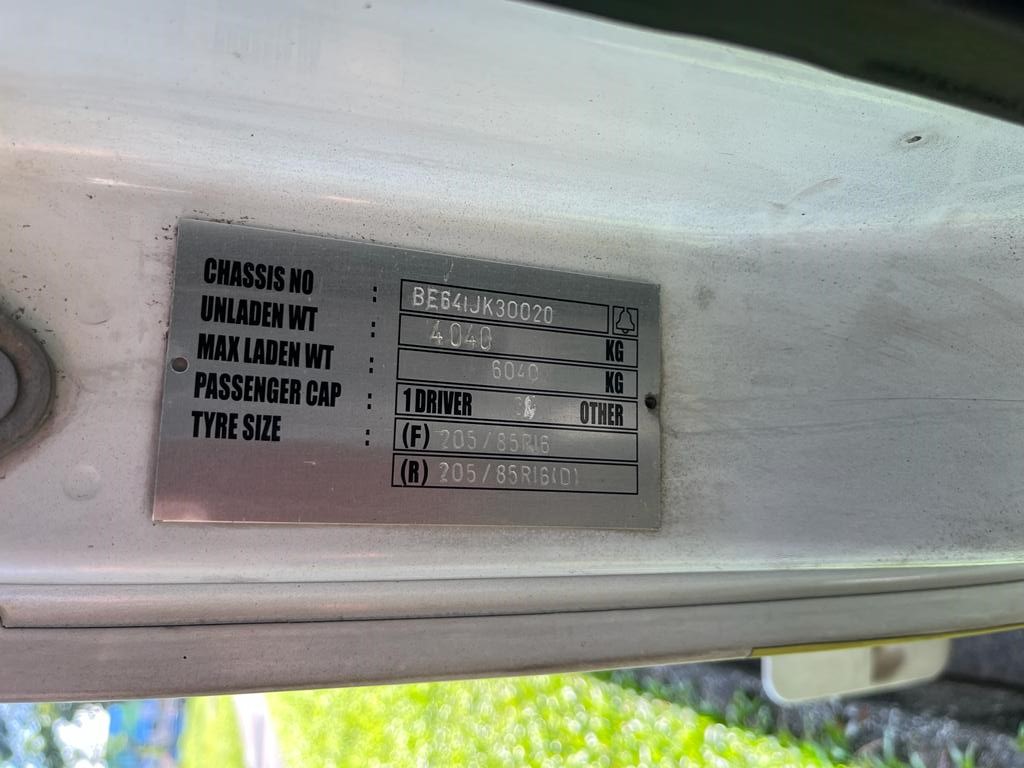 CHASSIS NO : BE641JK30020
UNLADEN WT : 4040 KG
MAX LADEN WT : 6040 KG
PASSENGER CAP : 1 DRIVER OTHER
TYRE SIZE : (F) 205/85R16
(R) 205/85R16(D)